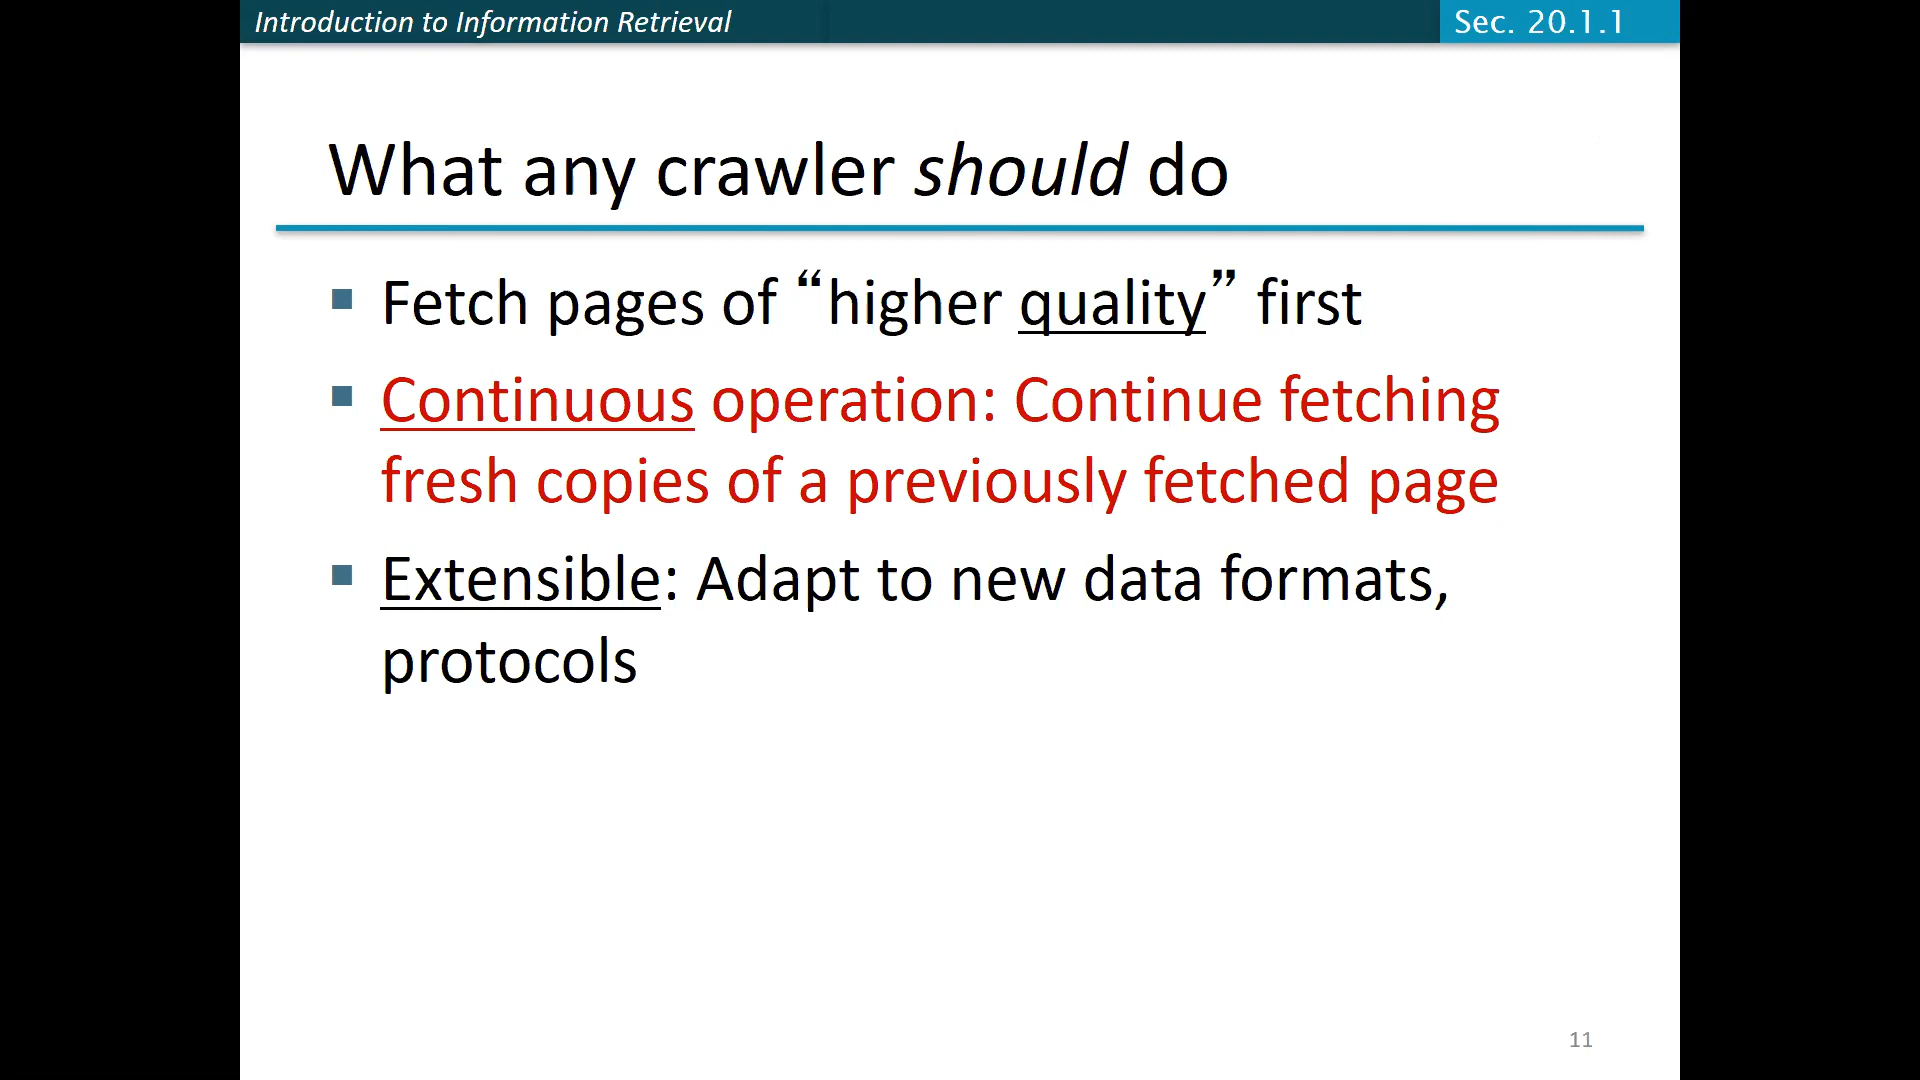 Introduction to Information Retrieval
Sec. 20.1.1
What any crawler should do
Fetch pages of “higher quality” first
Continuous operation: Continue fetching
fresh copies of a previously fetched page
Extensible: Adapt to new data formats,
protocols
11